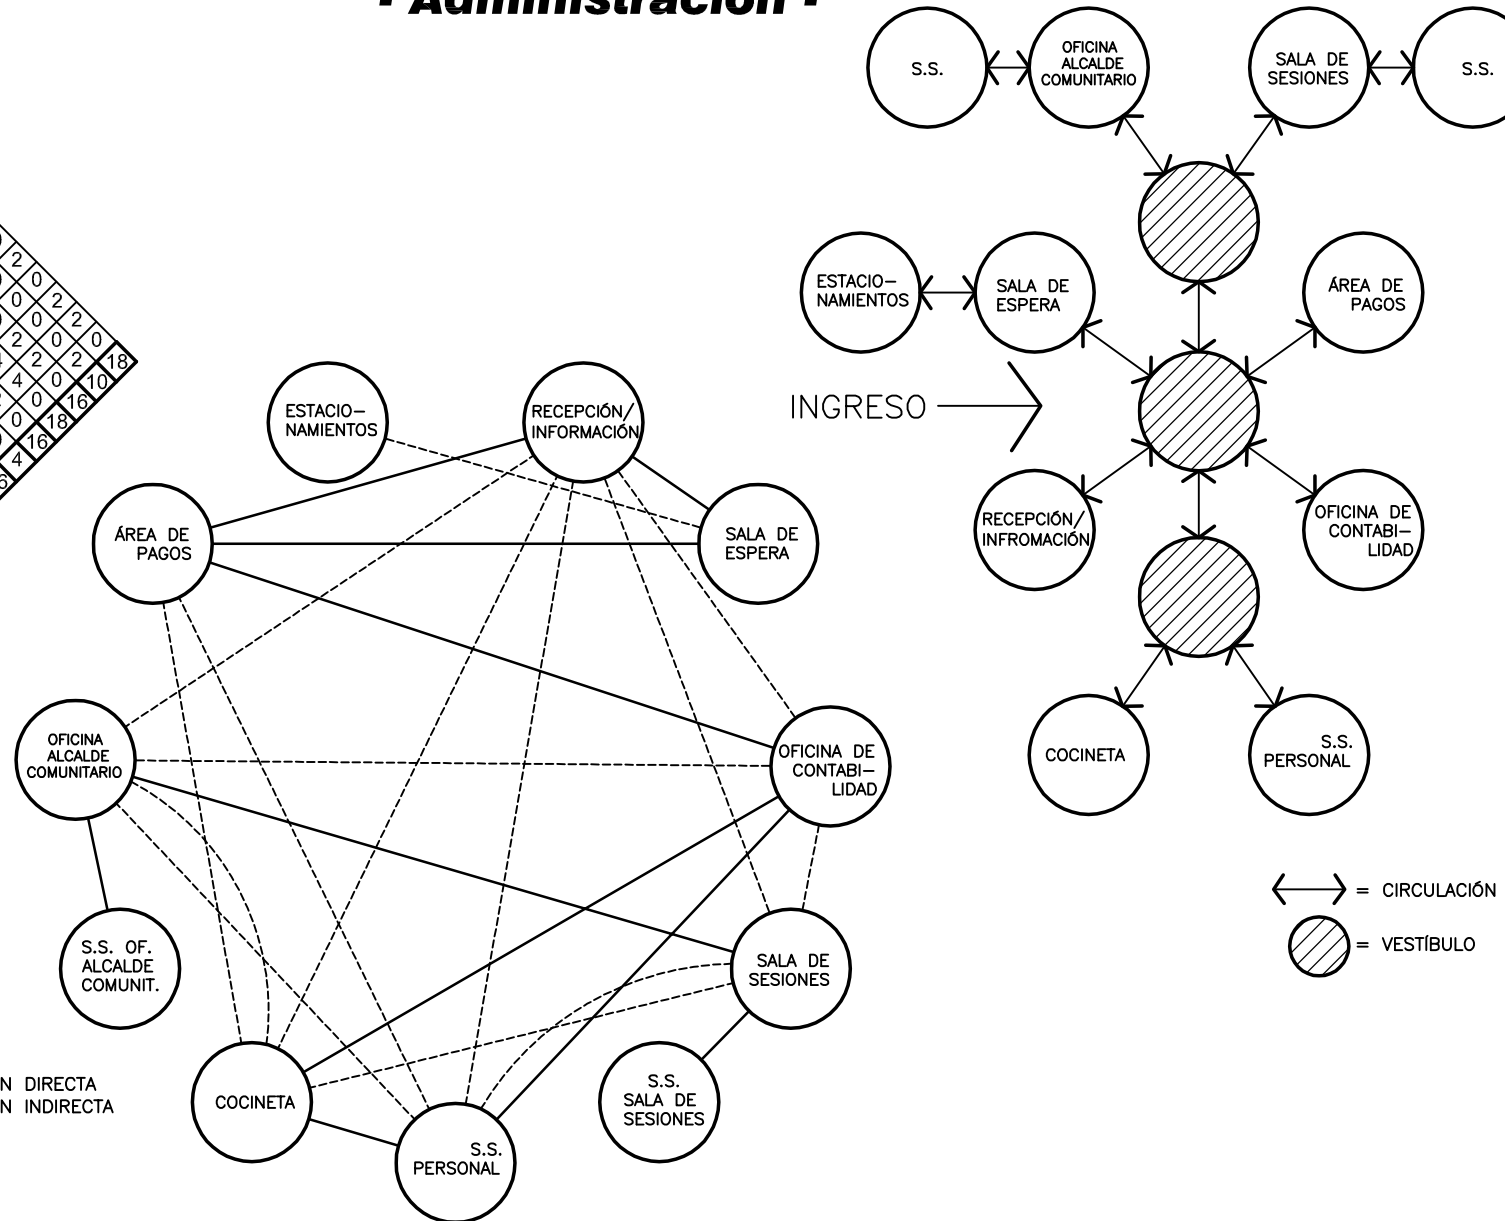 - Administración -
S.S.
OFICINA
ALCALDE
COMUNITARIO
SALA DE
SESIONES
S.S.
ESTACIO-
NAMIENTOS
SALA DE
ESPERA
ÁREA DE
PAGOS
INGRESO
RECEPCIÓN/
INFROMACIÓN
OFICINA DE
CONTABI-
LIDAD
COCINETA
S.S.
PERSONAL
= CIRCULACIÓN
= VESTÍBULO
2
0
0 2
0 2
2 0 0
2 2 18
4 0 10
0 16
0 18
16
4
6
ESTACIO-
NAMIENTOS
RECEPCIÓN/
INFORMACIÓN
ÁREA DE
PAGOS
SALA DE
ESPERA
OFICINA
ALCALDE
COMUNITARIO
OFICINA DE
CONTABI-
LIDAD
S.S. OF.
ALCALDE
COMUNIT.
SALA DE
SESIONES
COCINETA
S.S.
PERSONAL
S.S.
SALA DE
SESIONES
N DIRECTA
N INDIRECTA